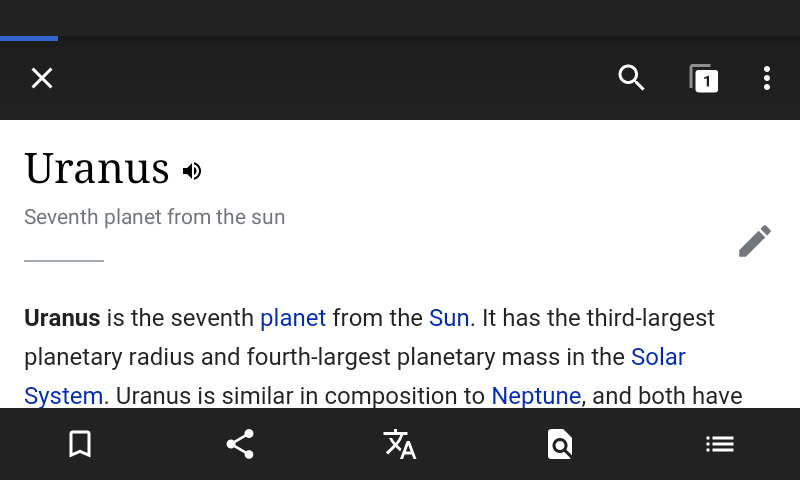 1
Uranus
Seventh planet from the sun
Uranus is the seventh planet from the Sun. It has the third-largest
planetary radius and fourth-largest planetary mass in the Solar
System. Uranus is similar in composition to Neptune, and both have